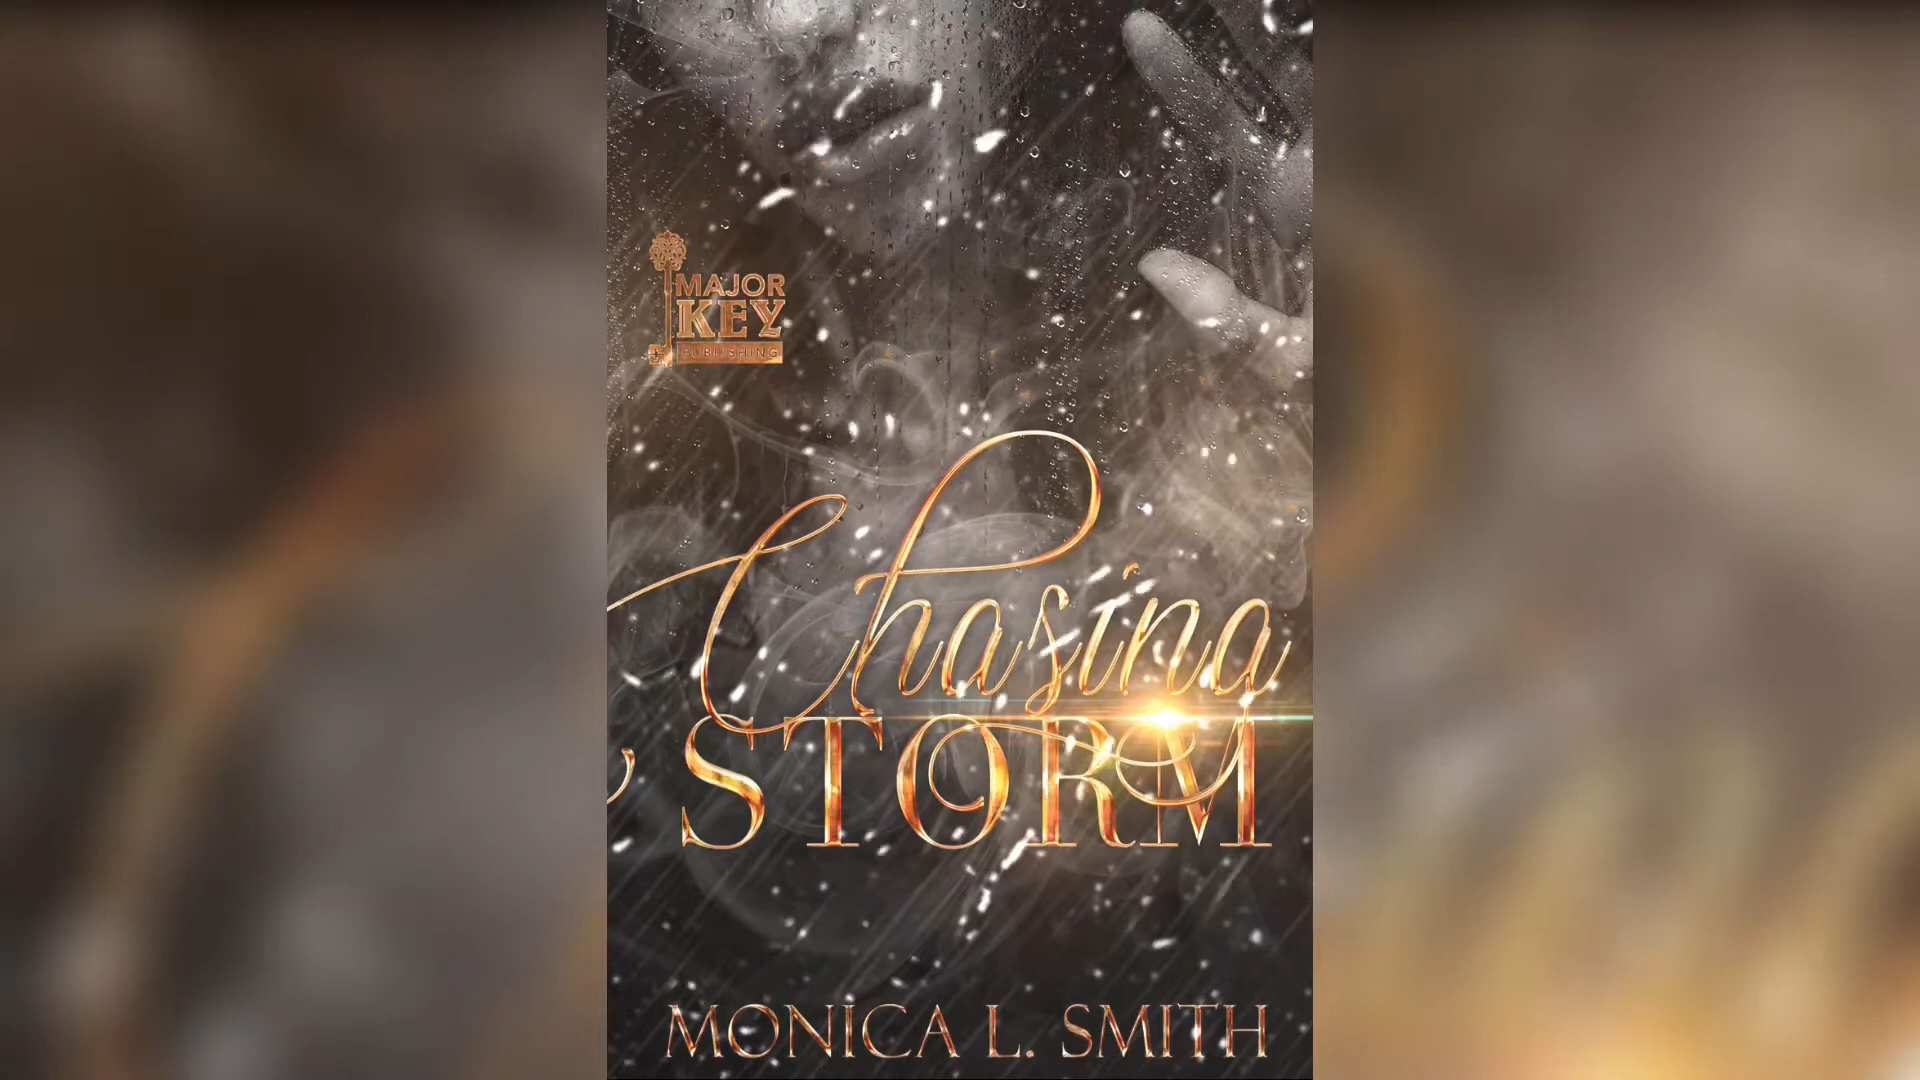 MAJOR
KEY
PUBLISHING
Chasing
STORM
MONICA L. SMITH